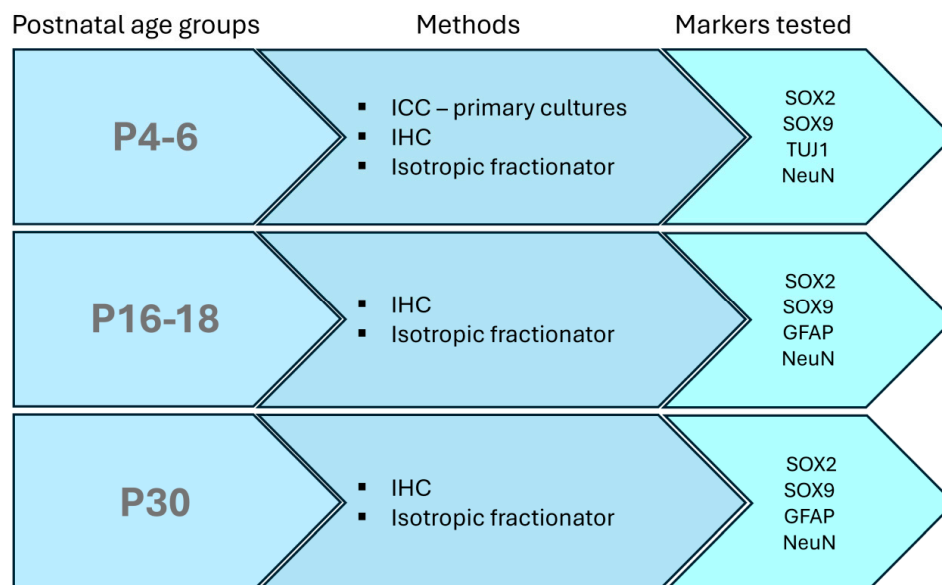 Postnatal age groups
Methods
Markers tested
P4-6
▪ ICC – primary cultures
▪ IHC
▪ Isotropic fractionator
SOX2
SOX9
TUJ1
NeuN
P16-18
▪ IHC
▪ Isotropic fractionator
SOX2
SOX9
GFAP
NeuN
P30
▪ IHC
▪ Isotropic fractionator
SOX2
SOX9
GFAP
NeuN